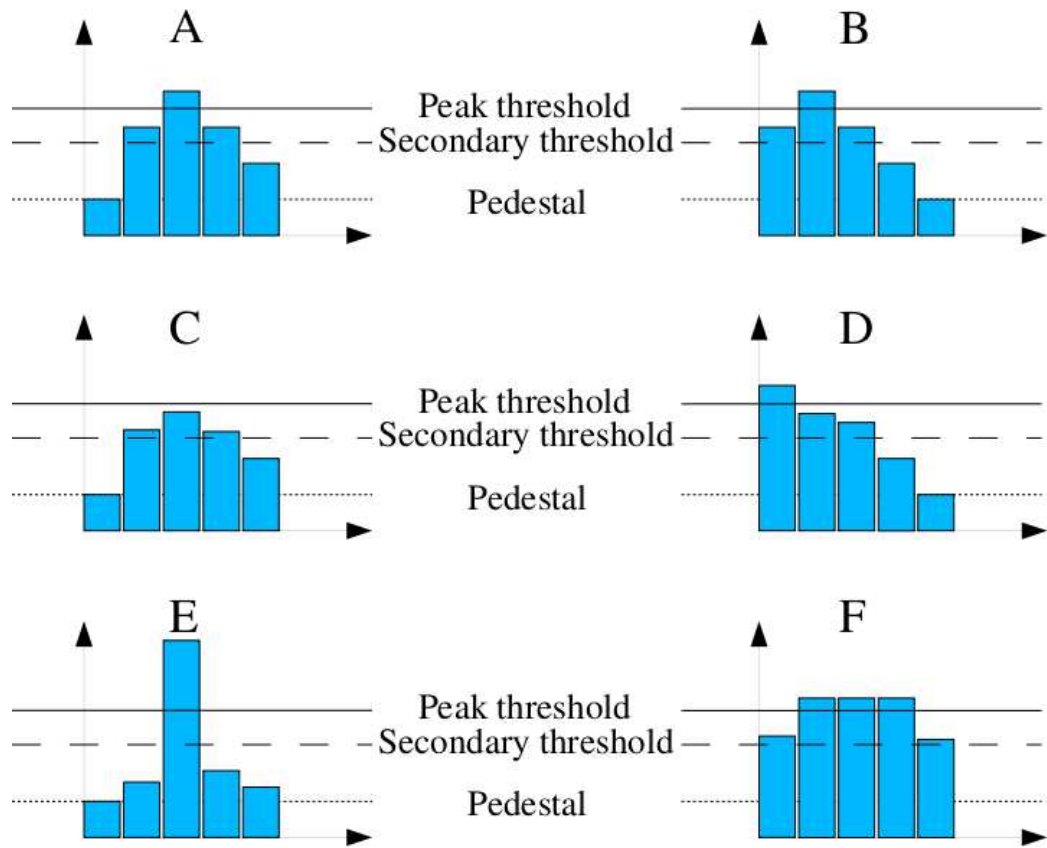 A
B
Peak threshold
Secondary threshold
Pedestal
C
D
Peak threshold
Secondary threshold
Pedestal
E
F
Peak threshold
Secondary threshold
Pedestal